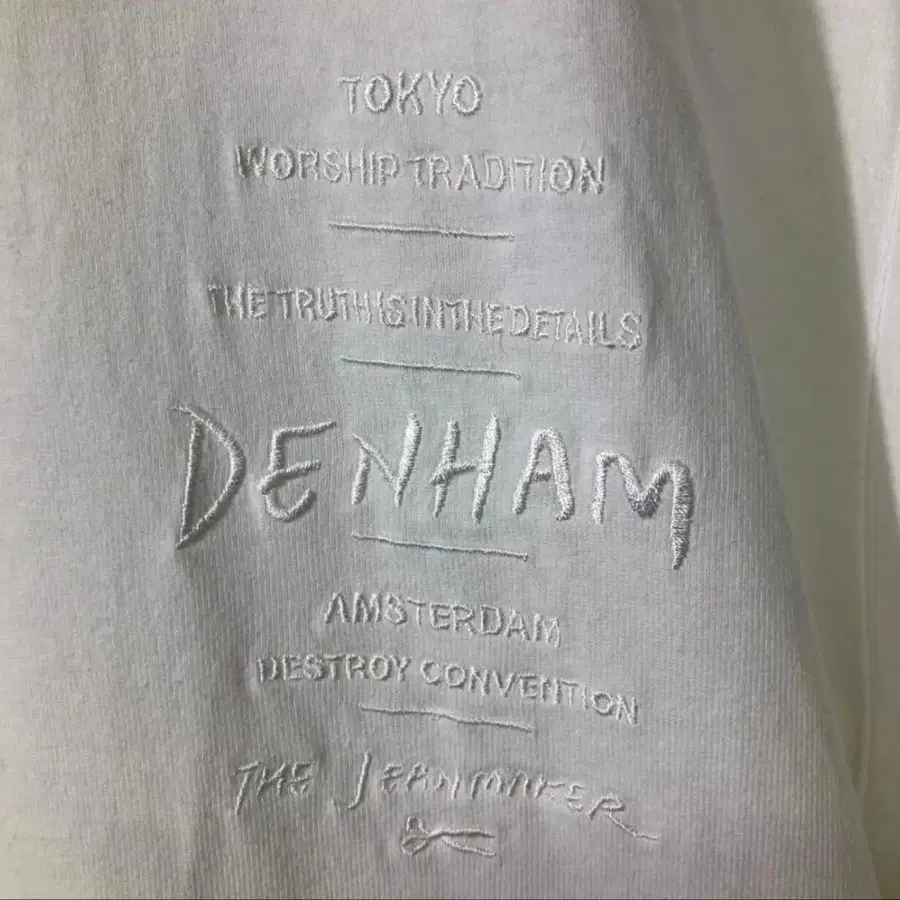 TOKYO
WORSHIP TRADITION
THE TRUTH IS IN THE DETAILS
DENHAM
AMSTERDAM
DESTROY CONVENTION
THE JEANMAKER